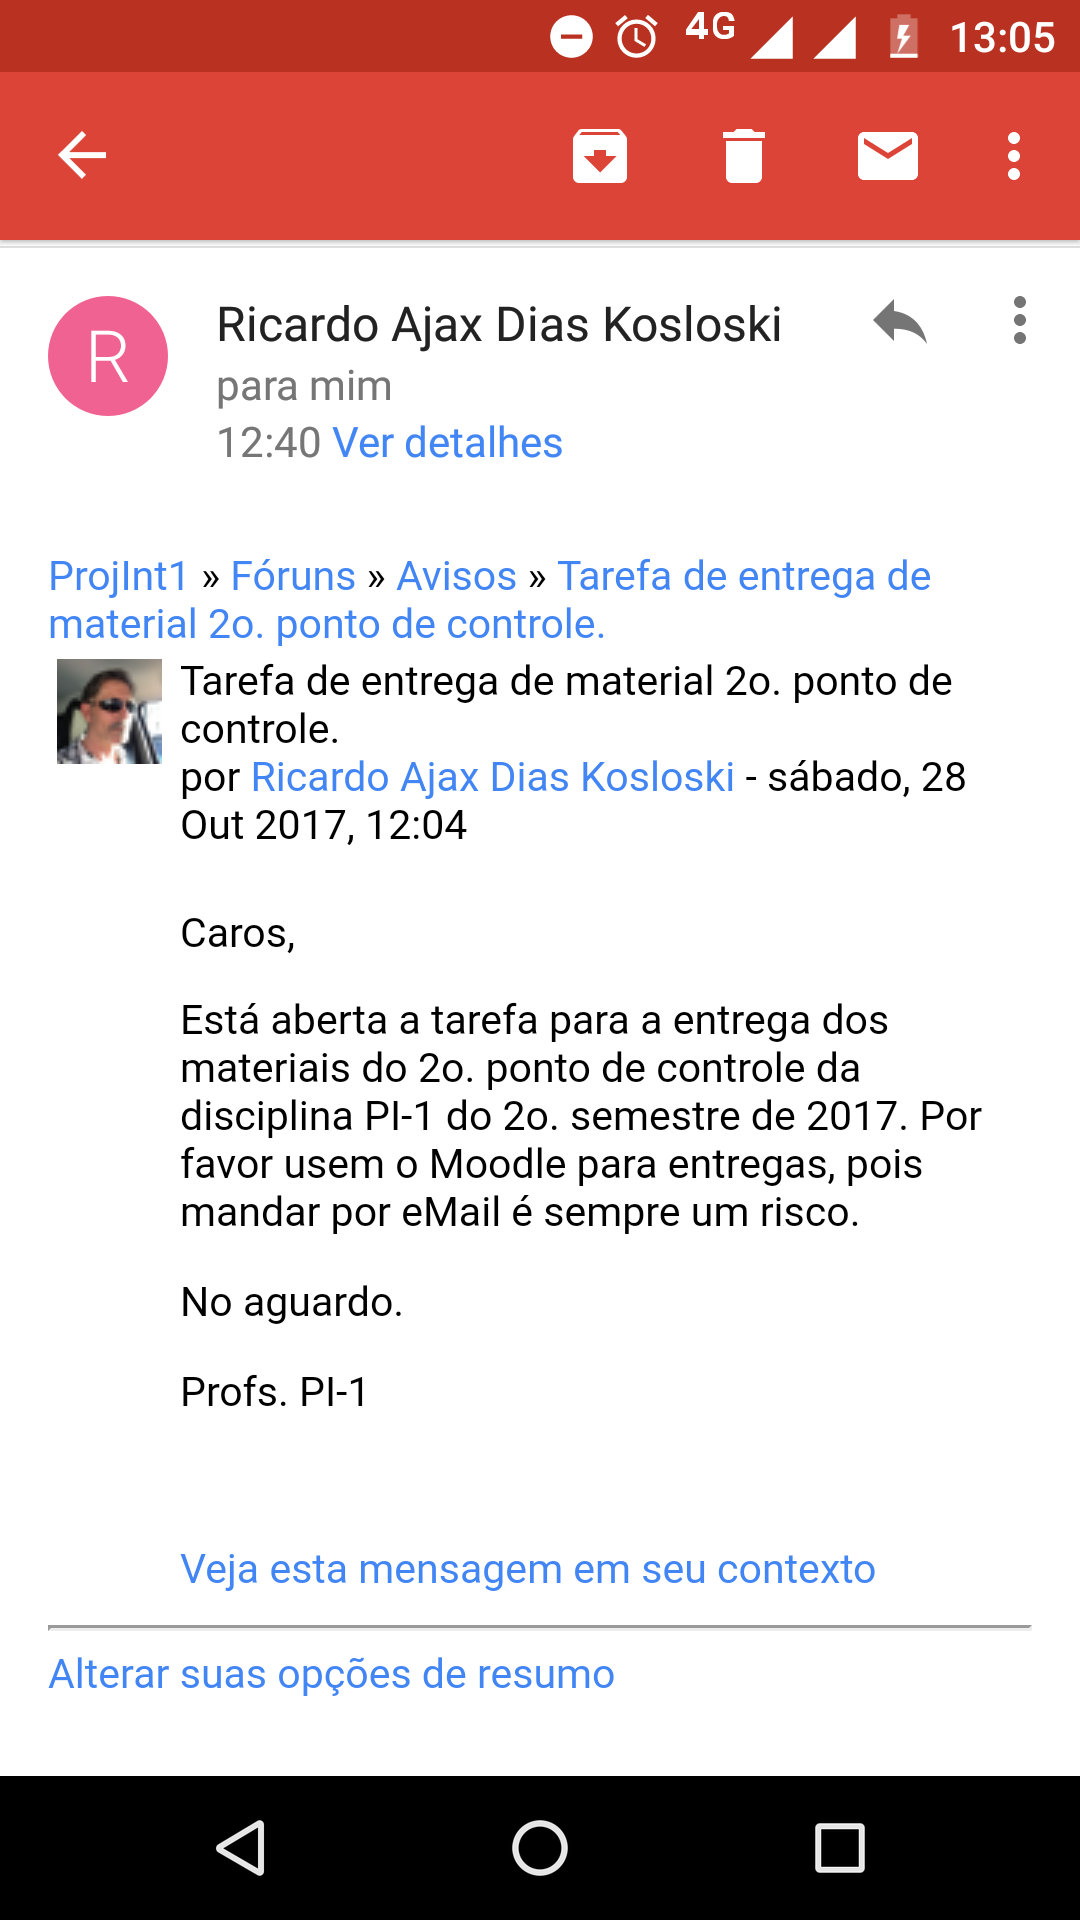 4G 13:05
R
Ricardo Ajax Dias Kosloski
para mim
12:40 Ver detalhes
ProjInt1 » Fóruns » Avisos » Tarefa de entrega de
material 2o. ponto de controle.
Tarefa de entrega de material 2o. ponto de
controle.
por Ricardo Ajax Dias Kosloski - sábado, 28
Out 2017, 12:04
Caros,
Está aberta a tarefa para a entrega dos
materiais do 2o. ponto de controle da
disciplina PI-1 do 2o. semestre de 2017. Por
favor usem o Moodle para entregas, pois
mandar por eMail é sempre um risco.
No aguardo.
Profs. PI-1
Veja esta mensagem em seu contexto
Alterar suas opções de resumo